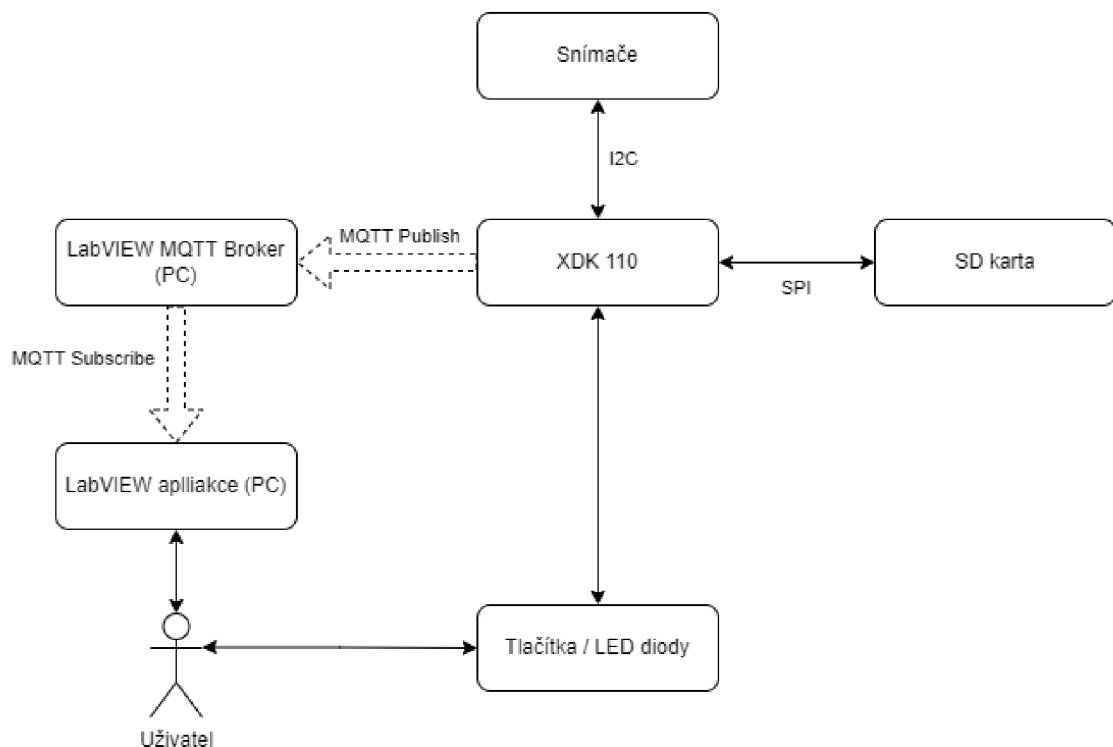 Snímače
I2C
LabVIEW MQTT Broker
(PC)
MQTT Publish
XDK 110
SPI
SD karta
MQTT Subscribe
LabVIEW aplliakce (PC)
Tlačítka / LED diody
Uživatel